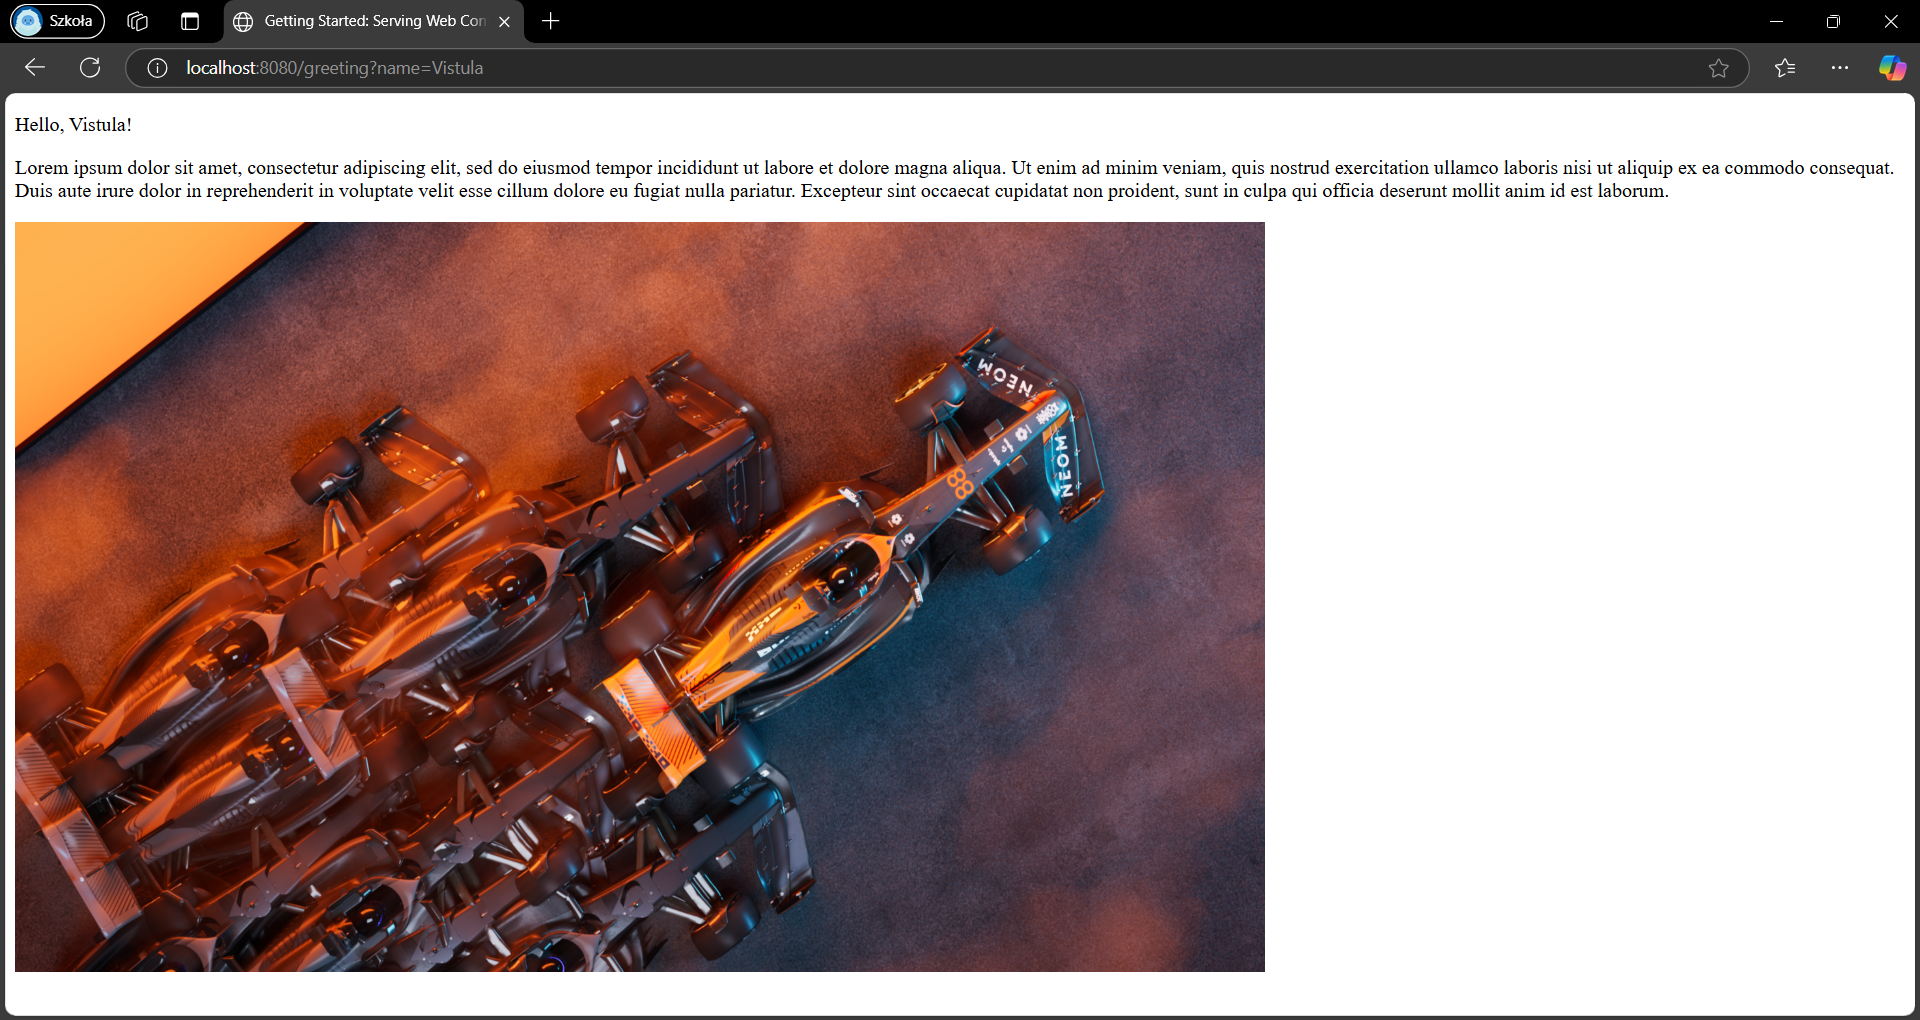 Szkoła
Getting Started: Serving Web Con
localhost:8080/greeting?name=Vistula
Hello, Vistula!
Lorem ipsum dolor sit amet, consectetur adipiscing elit, sed do eiusmod tempor incididunt ut labore et dolore magna aliqua. Ut enim ad minim veniam, quis nostrud exercitation ullamco laboris nisi ut aliquip ex ea commodo consequat.
Duis aute irure dolor in reprehenderit in voluptate velit esse cillum dolore eu fugiat nulla pariatur. Excepteur sint occaecat cupidatat non proident, sunt in culpa qui officia deserunt mollit anim id est laborum.
NEOM
NEOM
88